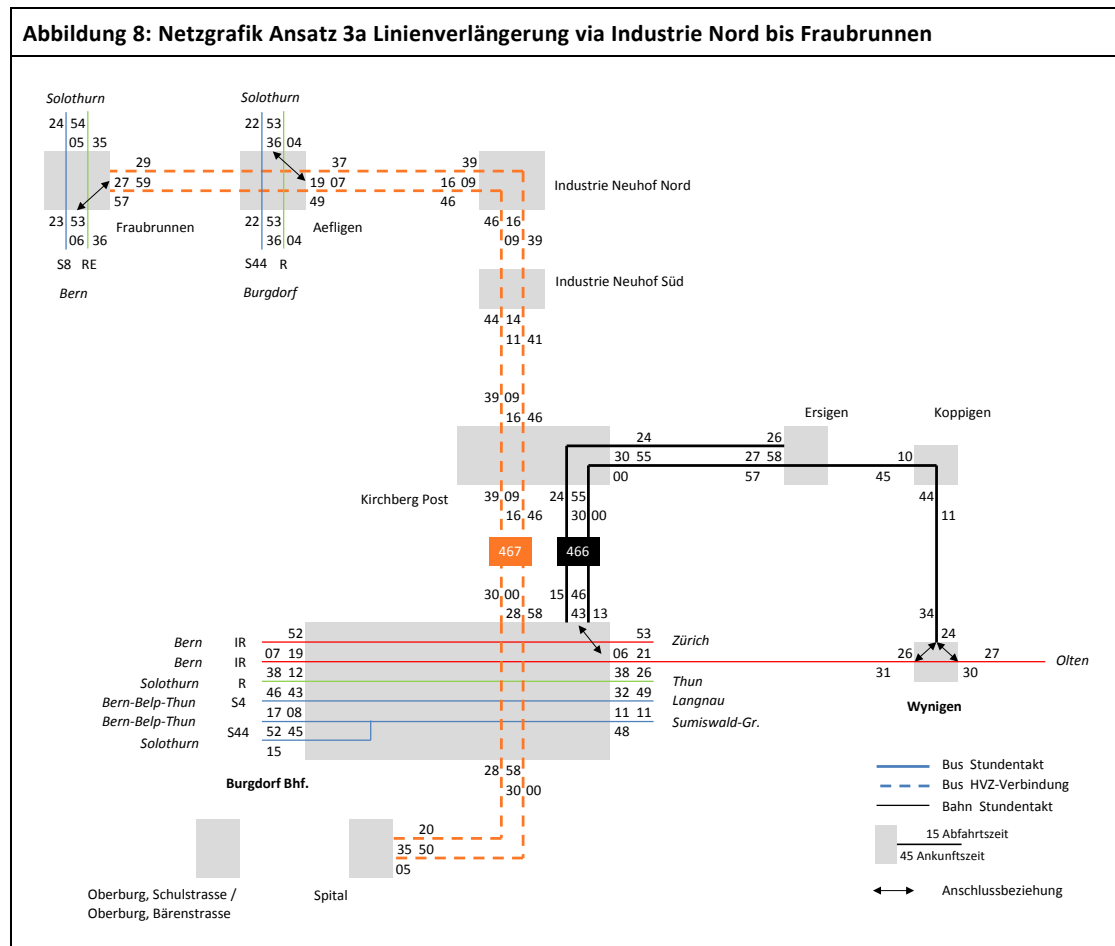 Abbildung 8: Netzgrafik Ansatz 3a Linienverlängerung via Industrie Nord bis Fraubrunnen
Solothurn
Solothurn
24 54
22 53
05 35
36 04
29
37
39
27 59
19 07
16 09
Industrie Neuhof Nord
57
49
46
23 53
Fraubrunnen
22 53
Aefligen
46 16
06 36
36 04
09 39
S8 RE
S44 R
Bern
Burgdorf
Industrie Neuhof Süd
44 14
11 41
39 09
16 46
Ersigen
Koppigen
24
26
30 55
27 58
10
00
57
45
Kirchberg Post
39 09
24 55
44
16 46
30 00
11
467
466
30 00
15 46
28 58
43 13
34
24
Bern IR 52
53 Zürich
07 19
06 21
26
27
Bern IR
Olten
38 12
38 26
31
30
Solothurn R
Thun
46 43
32 49
Bern-Belp-Thun S4
Langnau
Wynigen
17 08
11 11
Bern-Belp-Thun
Sumiswald-Gr.
S44
52 45
48
Solothurn
15
Burgdorf Bhf.
28 58
30 00
Bus Stundentakt
Bus HVZ-Verbindung
Bahn Stundentakt
20
35 50
05
15 Abfahrtszeit
45 Ankunftszeit
Oberburg, Schulstrasse /
Oberburg, Bärenstrasse
Spital
Anschlussbeziehung